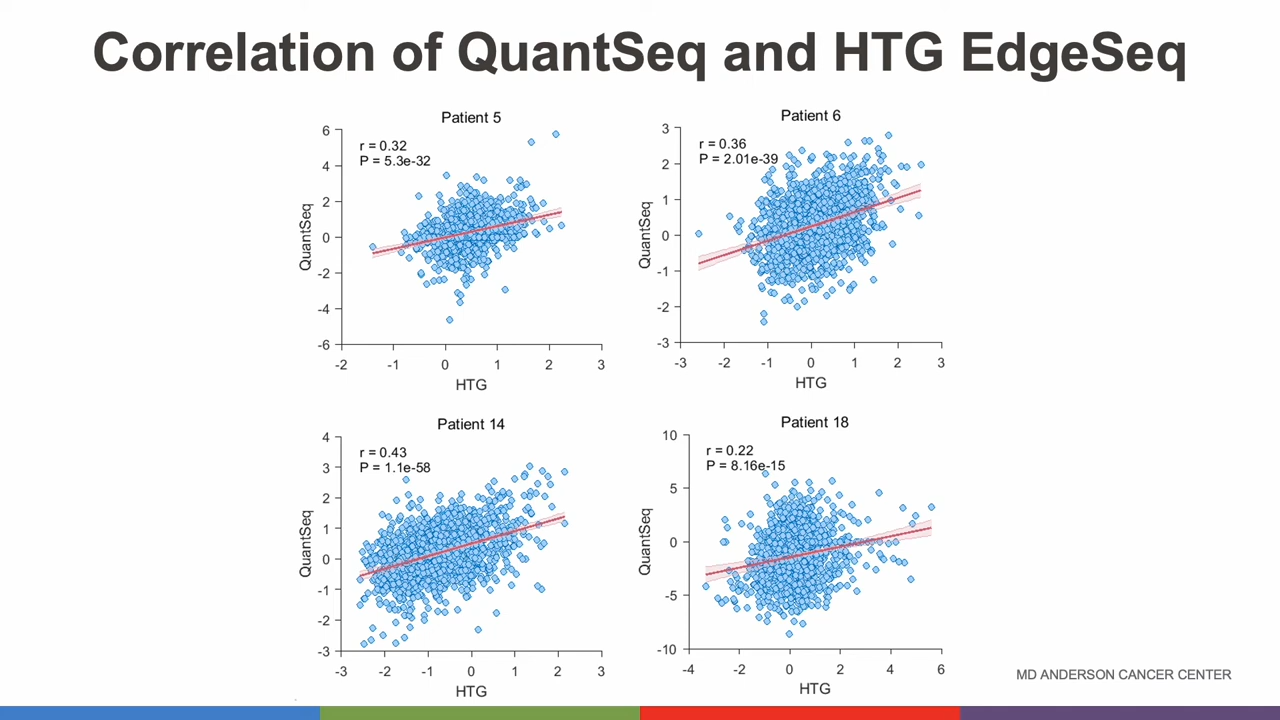 Correlation of QuantSeq and HTG EdgeSeq
Patient 5
r = 0.32
P = 5.3e-32
6
4
2
0
-2
-4
-6
QuantSeq
-2 -1 0 1 2 3
HTG
Patient 6
r = 0.36
P = 2.01e-39
3
2
1
0
-1
-2
-3
QuantSeq
-3 -2 -1 0 1 2 3
HTG
Patient 14
r = 0.43
P = 1.1e-58
4
3
2
1
0
-1
-2
-3
QuantSeq
-3 -2 -1 0 1 2 3
HTG
Patient 18
r = 0.22
P = 8.16e-15
10
5
0
-5
-10
QuantSeq
-4 -2 0 2 4 6
HTG
MD ANDERSON CANCER CENTER